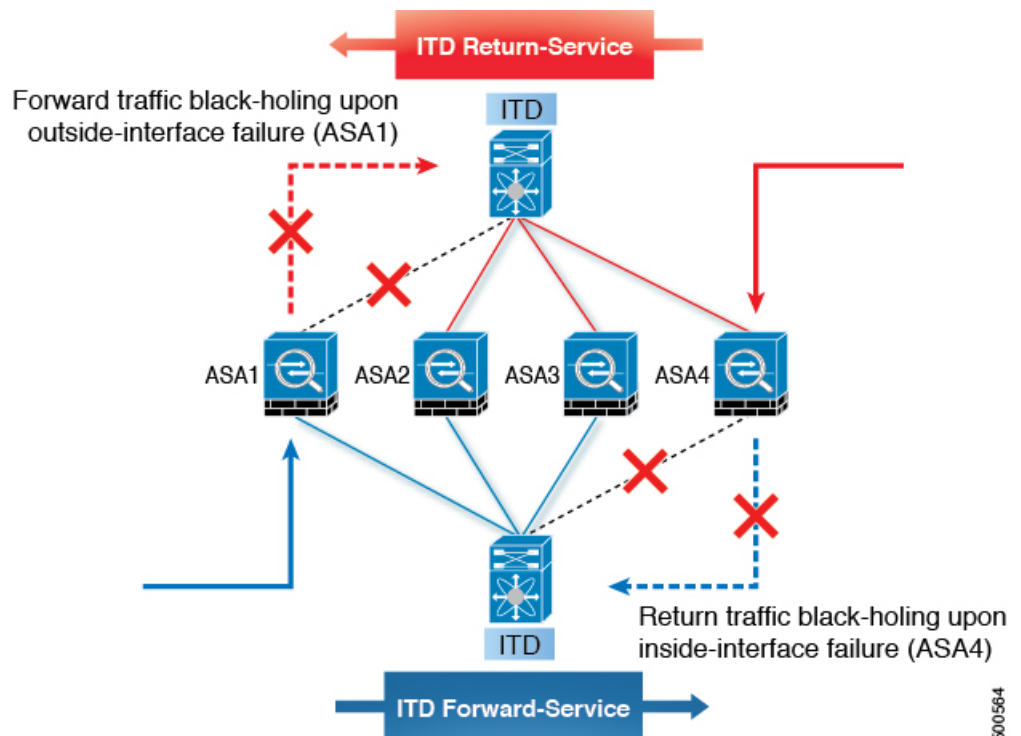 ITD Return-Service
Forward traffic black-holing upon
outside-interface failure (ASA1)
ITD
ASA1
ASA2
ASA3
ASA4
ITD
Return traffic black-holing upon
inside-interface failure (ASA4)
ITD Forward-Service
500564